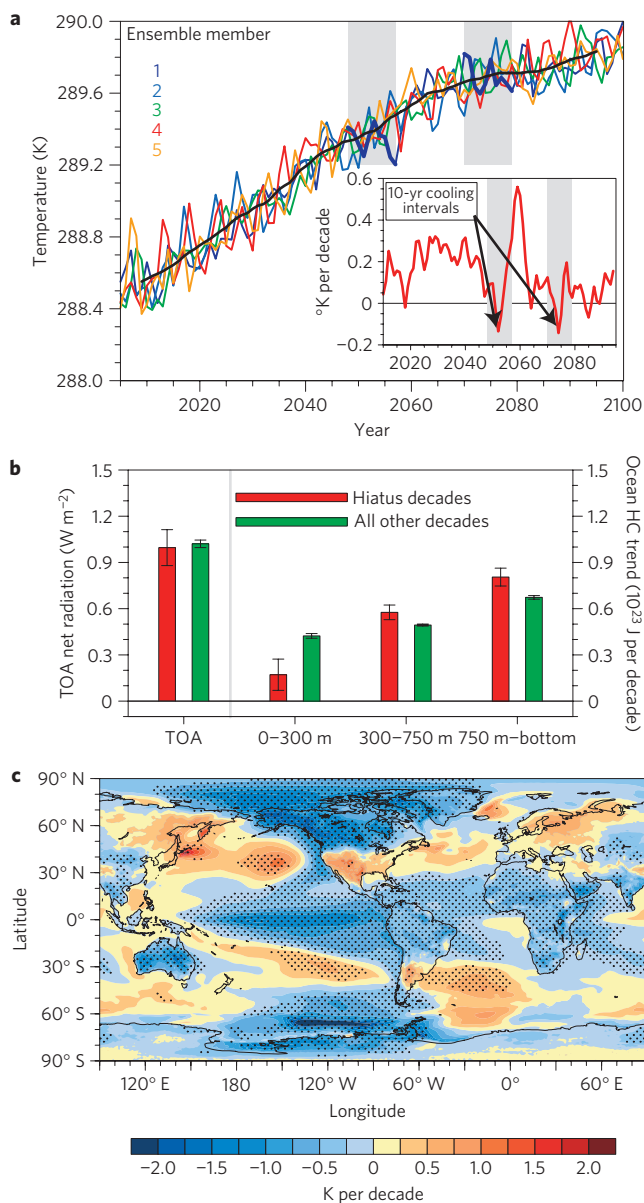 a
290.0
289.6
289.2
288.8
288.4
288.0
Temperature (K)
Ensemble member
1
2
3
4
5
10-yr cooling
intervals
°K per decade
0.6
0.4
0.2
0
−0.2
2020 2040 2060 2080
2020 2040 2060 2080 2100
Year
b
TOA net radiation (W m−2)
1.5
1.2
0.9
0.6
0.3
0
Hiatus decades
All other decades
1.5
1.2
0.9
0.6
0.3
0
Ocean HC trend (10²³ J per decade)
TOA 0–300 m 300–750 m 750 m–bottom
c
90° N
60° N
30° N
0°
30° S
60° S
90° S
Latitude
120° E 180 120° W 60° W 0° 60° E
Longitude
−2.0 −1.5 −1.0 −0.5 0 0.5 1.0 1.5 2.0
K per decade